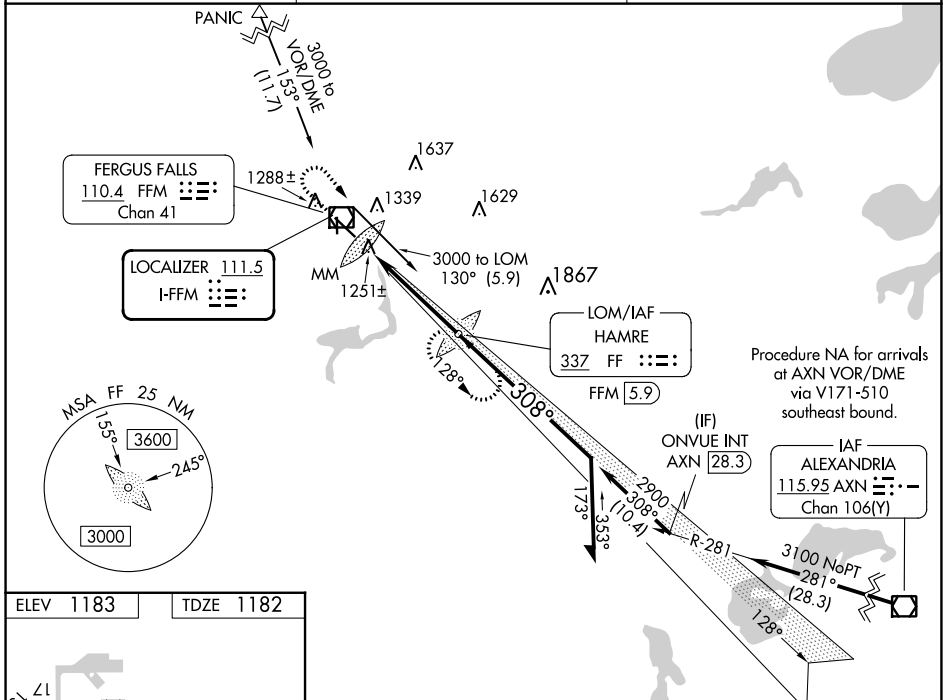 PANIC
3000 to
VOR/DME
153°
(11.7)
1637
FERGUS FALLS
110.4 FFM
Chan 41
1288±
1339
1629
LOCALIZER 111.5
I-FFM
MM
1251±
3000 to LOM
130° (5.9)
1867
LOM/IAF
HAMRE
337 FF
FFM 5.9
128°
308°
Procedure NA for arrivals
at AXN VOR/DME
via V171-510
southeast bound.
(IF)
ONVUE INT
AXN 28.3
IAF
ALEXANDRIA
115.95 AXN
Chan 106(Y)
MSA FF 25 NM
155°
3600
245°
3000
173°
353°
2900
308°
(10.4)
R-281
3100 NoPT
281°
(28.3)
128°
ELEV 1183
TDZE 1182
17